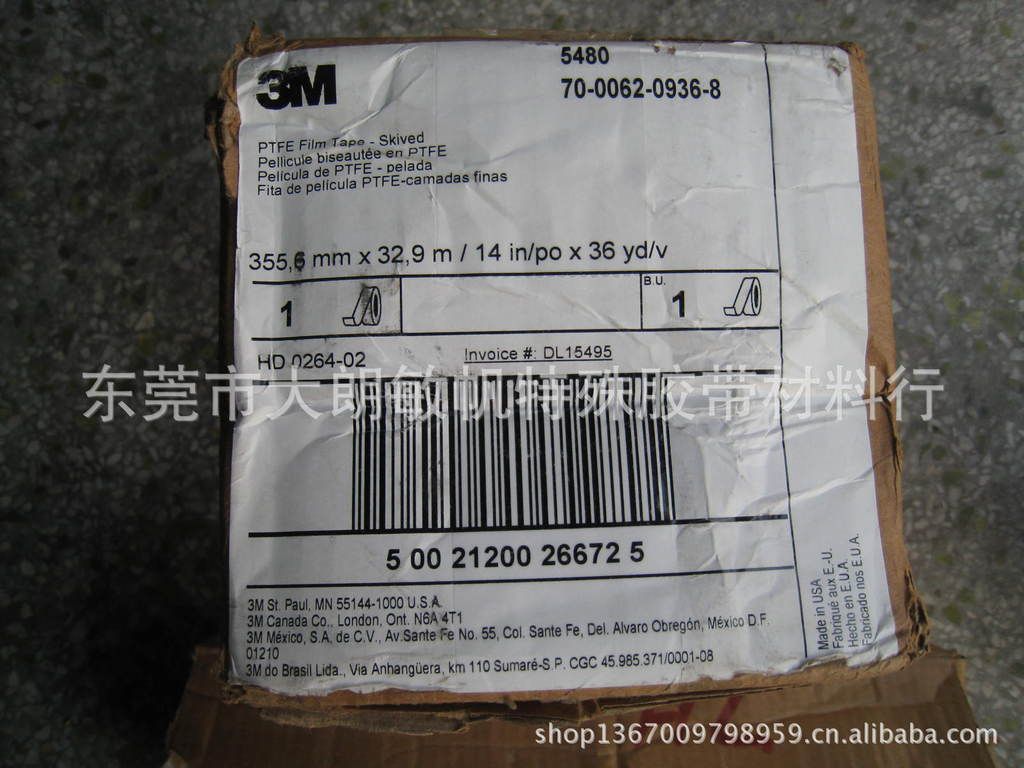 3M
5480
70-0062-0936-8
PTFE Film Tape - Skived
Pellicule biseautée en PTFE
Película de PTFE - pelada
Fita de película PTFE-camadas finas
355,6 mm x 32,9 m / 14 in/po x 36 yd/v
1
B.U.
1
HD 0264-02
Invoice #: DL15495
东莞市大朗敏帆特殊胶带材料行
5 00 21200 26672 5
3M St. Paul, MN 55144-1000 U.S.A.
3M Canada Co., London, Ont. N6A 4T1
3M México, S.A. de C.V., Av.Sante Fe No. 55, Col. Sante Fe, Del. Alvaro Obregón, México D.F.
01210
3M do Brasil Lida., Via Anhangüera, km 110 Sumaré-S.P. CGC 45.985.371/0001-08
Made in USA
Fabriqué aux E.-U.
Hecho en E.U.A.
Fabricado nos E.U.A.
shop1367009798959.cn.alibaba.com